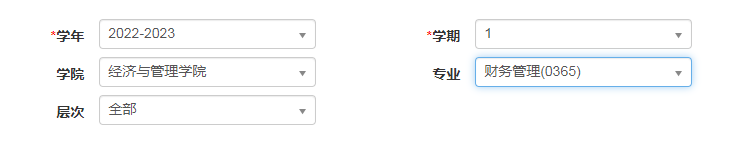 *学年 2022-2023 *学期 1
学院 经济与管理学院 专业 财务管理(0365)
层次 全部